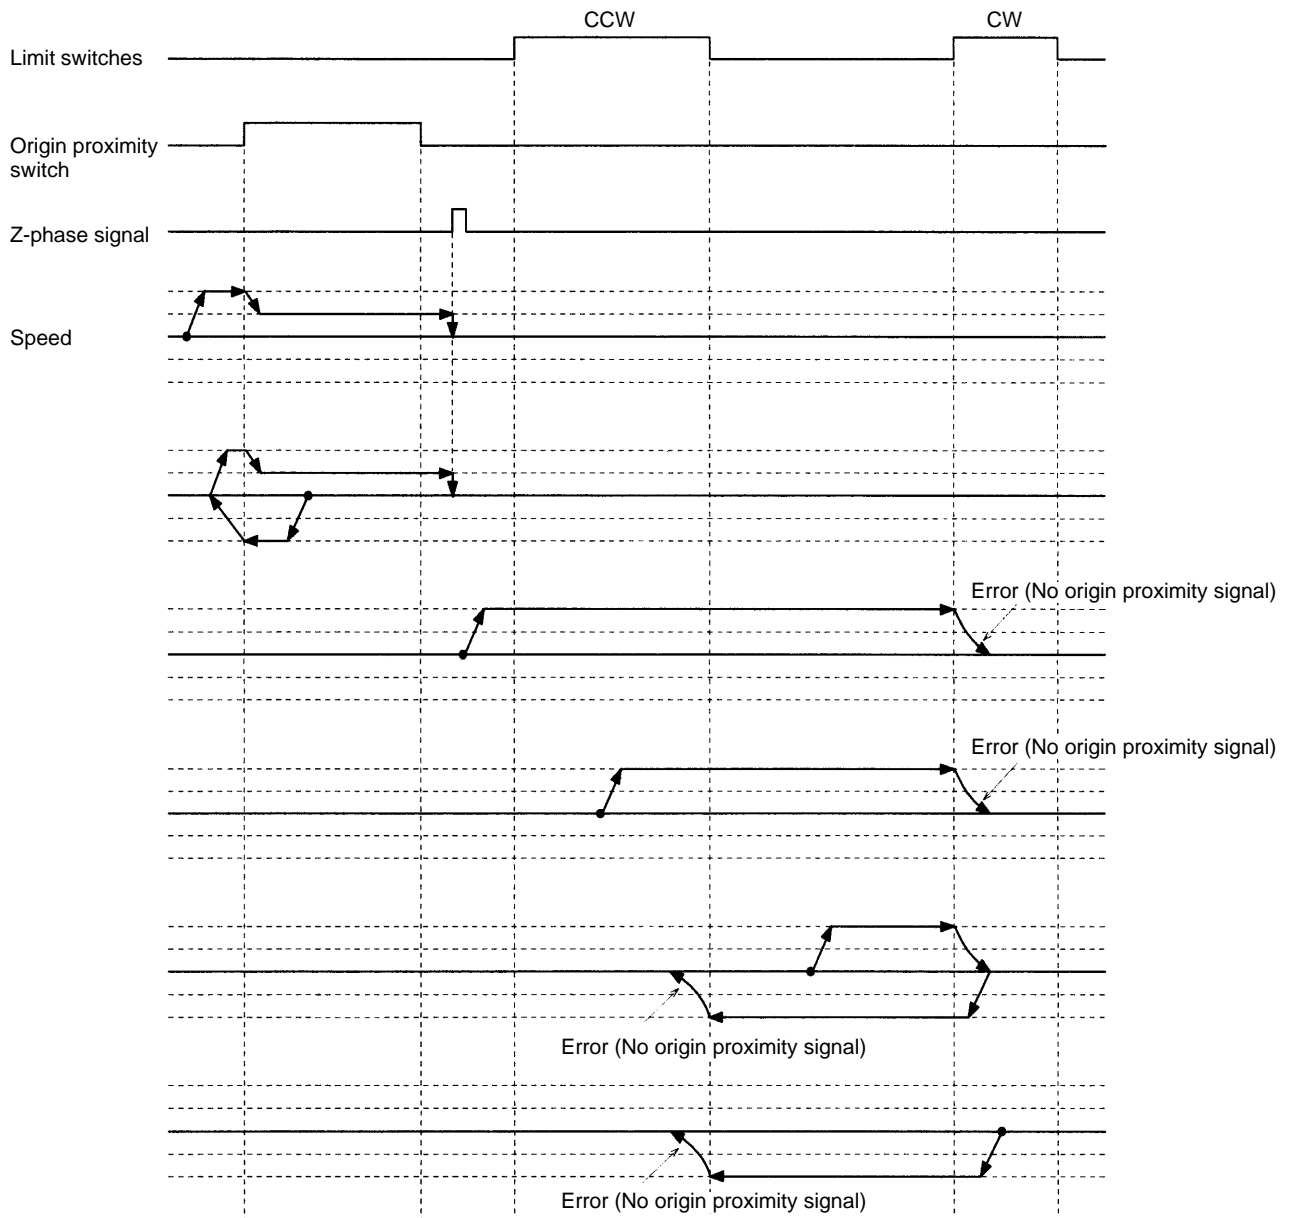 CCW
CW
Limit switches
Origin proximity
switch
Z-phase signal
Speed
Error (No origin proximity signal)
Error (No origin proximity signal)
Error (No origin proximity signal)
Error (No origin proximity signal)